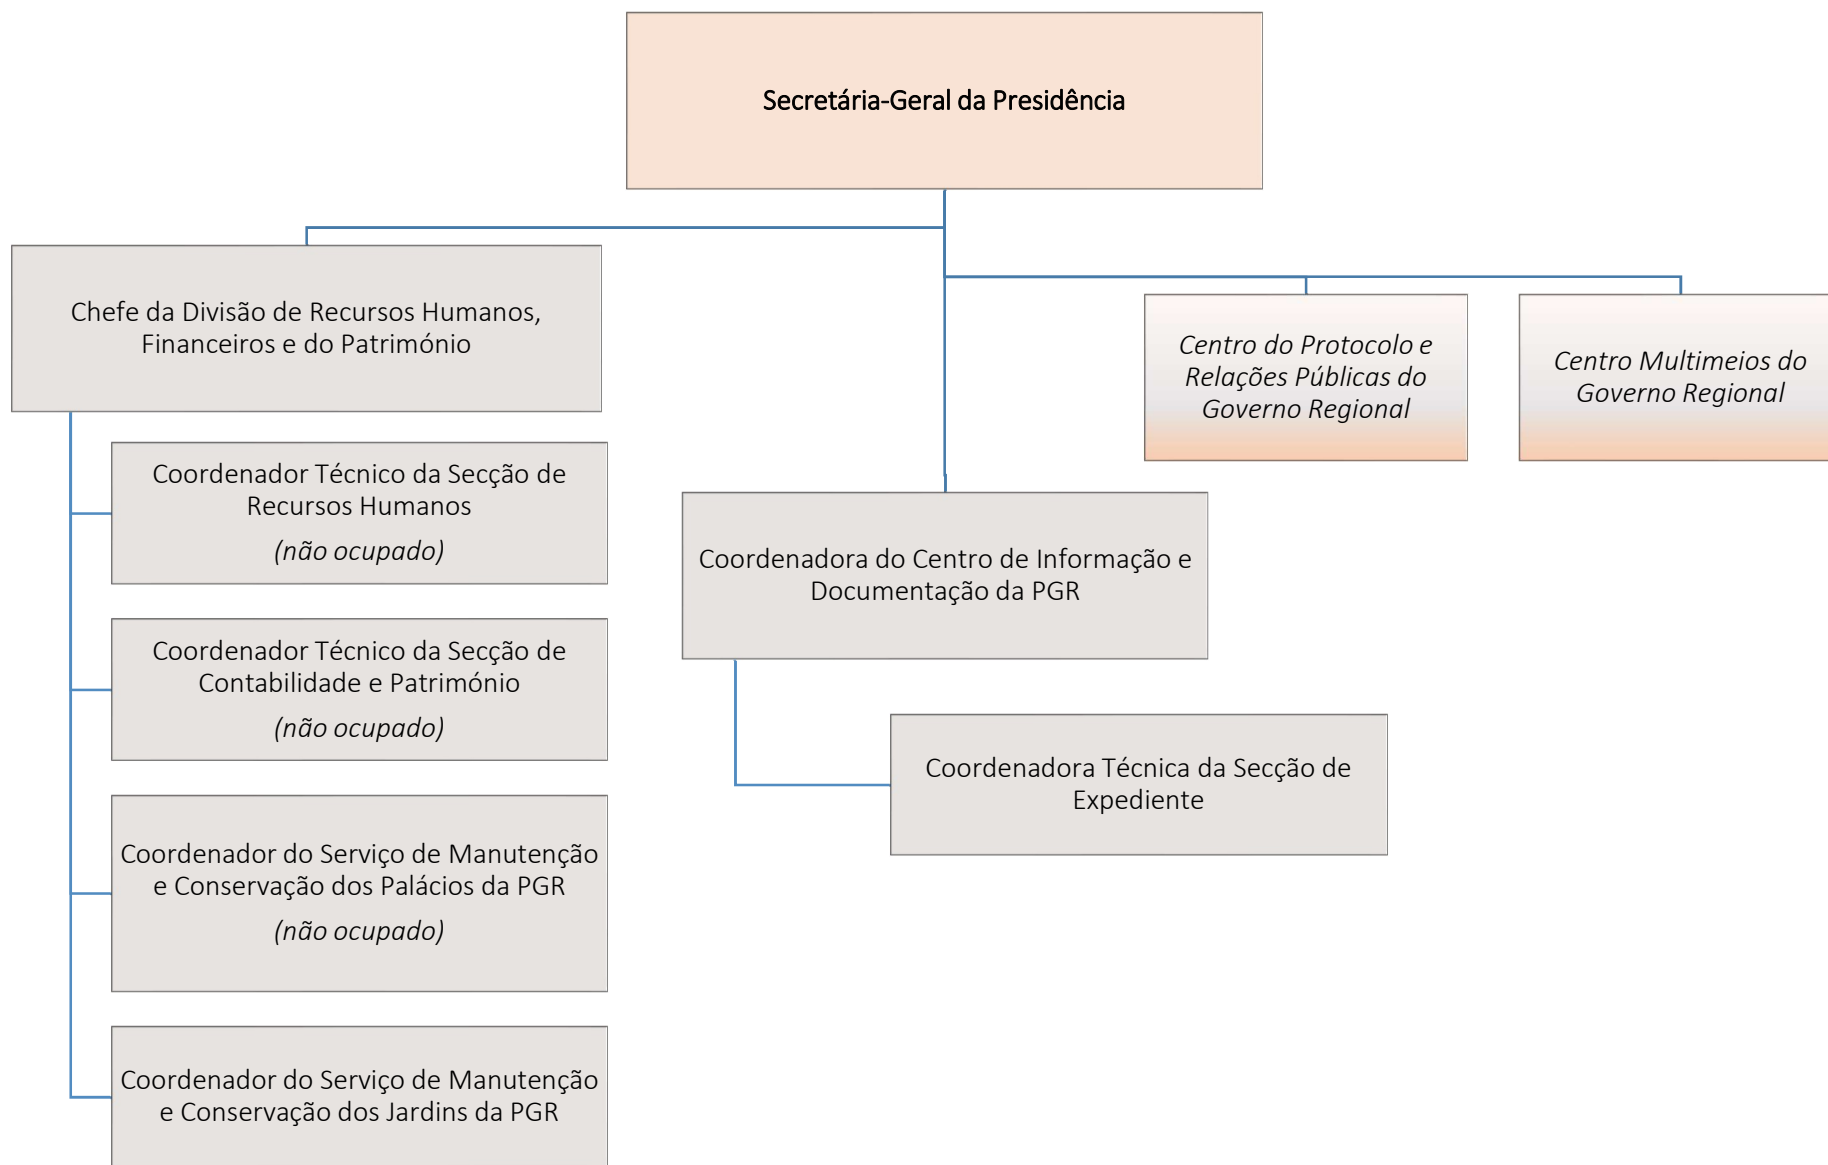 Secretária-Geral da Presidência
Chefe da Divisão de Recursos Humanos,
Financeiros e do Património
Coordenador Técnico da Secção de
Recursos Humanos
(não ocupado)
Coordenador Técnico da Secção de
Contabilidade e Património
(não ocupado)
Coordenador do Serviço de Manutenção
e Conservação dos Palácios da PGR
(não ocupado)
Coordenador do Serviço de Manutenção
e Conservação dos Jardins da PGR
Coordenadora do Centro de Informação e
Documentação da PGR
Coordenadora Técnica da Secção de
Expediente
Centro do Protocolo e
Relações Públicas do
Governo Regional
Centro Multimeios do
Governo Regional